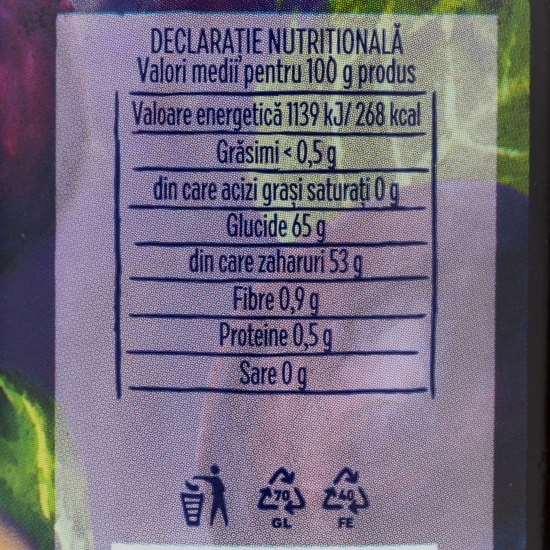 DECLARAȚIE NUTRIȚIONALĂ
Valori medii pentru 100 g produs
Valoare energetică 1139 kJ/ 268 kcal
Grăsimi < 0,5 g
din care acizi grași saturați 0 g
Glucide 65 g
din care zaharuri 53 g
Fibre 0,9 g
Proteine 0,5 g
Sare 0 g
70 40
GL FE